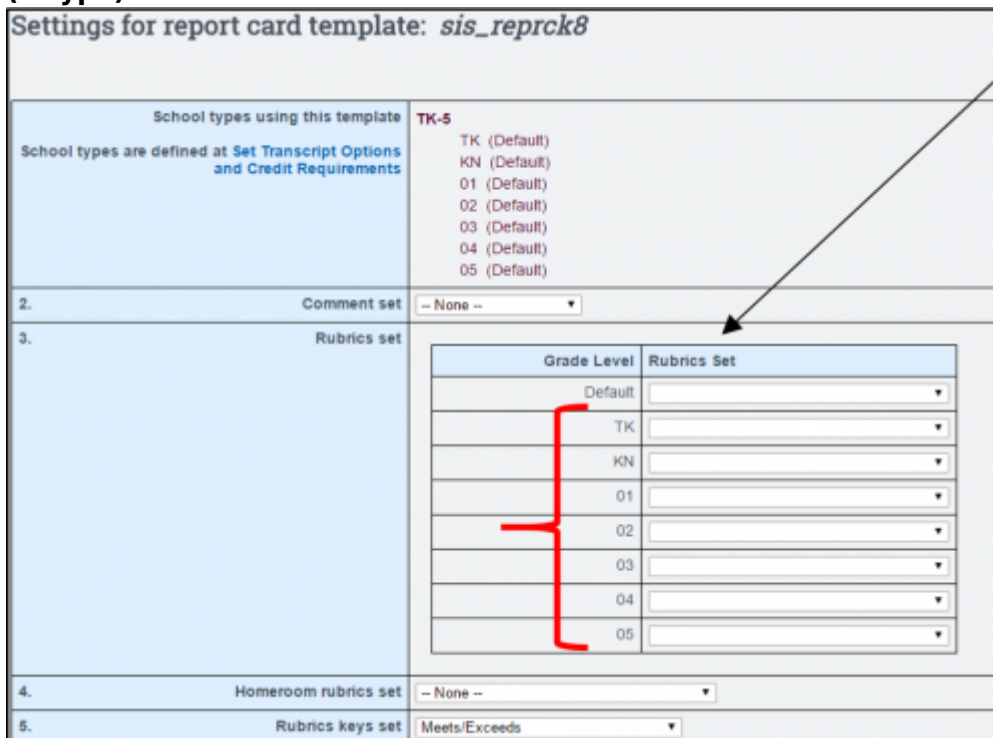 Settings for report card template: sis_reprck8
School types using this template
School types are defined at Set Transcript Options
and Credit Requirements
TK-5
TK (Default)
KN (Default)
01 (Default)
02 (Default)
03 (Default)
04 (Default)
05 (Default)
2. Comment set -- None --
3. Rubrics set
Grade Level Rubrics Set
Default
TK
KN
01
02
03
04
05
4. Homeroom rubrics set -- None --
5. Rubrics keys set Meets/Exceeds